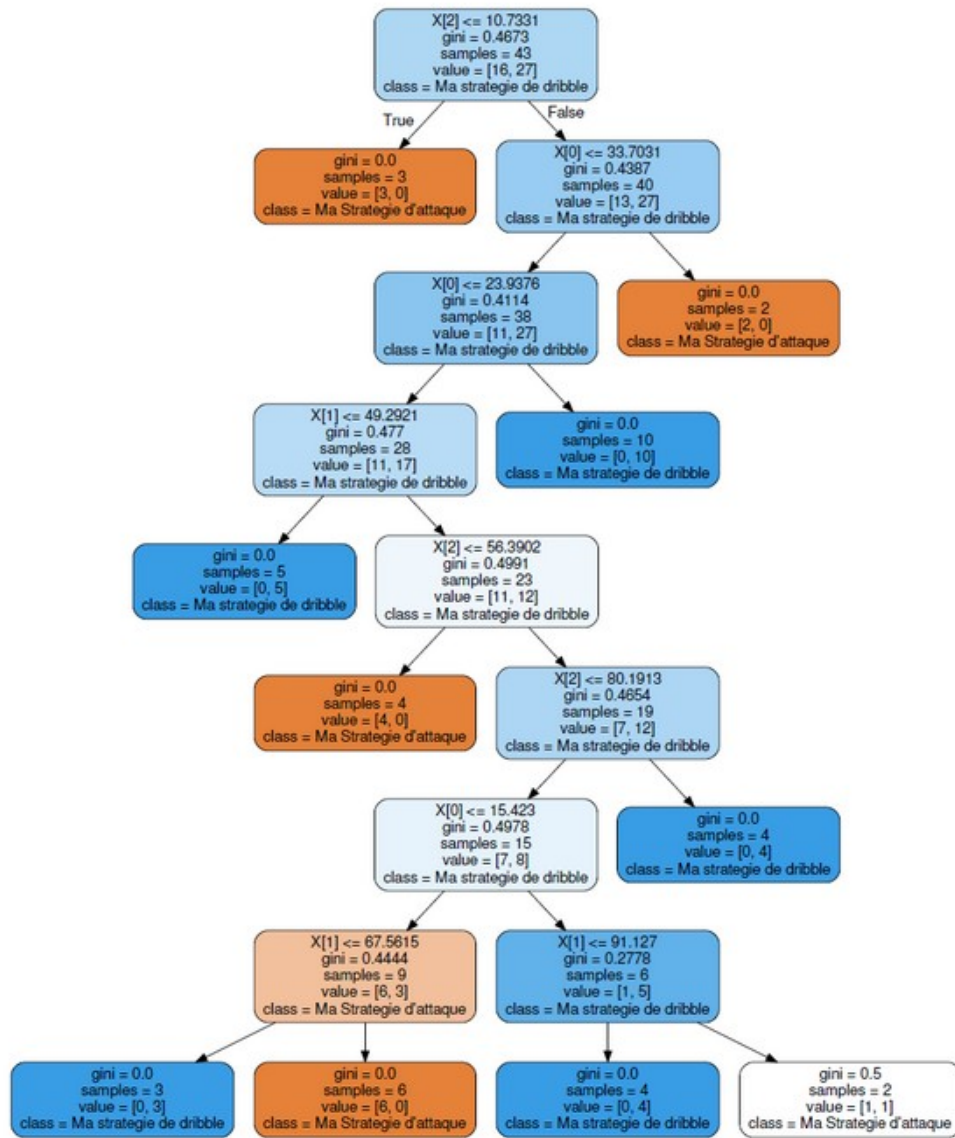 X[2] <= 10.7331
gini = 0.4673
samples = 43
value = [16, 27]
class = Ma strategie de dribble
True
False
gini = 0.0
samples = 3
value = [3, 0]
class = Ma Strategie d'attaque
X[0] <= 33.7031
gini = 0.4387
samples = 40
value = [13, 27]
class = Ma strategie de dribble
X[0] <= 23.9376
gini = 0.4114
samples = 38
value = [11, 27]
class = Ma strategie de dribble
gini = 0.0
samples = 2
value = [2, 0]
class = Ma Strategie d'attaque
X[1] <= 49.2921
gini = 0.477
samples = 28
value = [11, 17]
class = Ma strategie de dribble
gini = 0.0
samples = 10
value = [0, 10]
class = Ma strategie de dribble
gini = 0.0
samples = 5
value = [0, 5]
class = Ma strategie de dribble
X[2] <= 56.3902
gini = 0.4991
samples = 23
value = [11, 12]
class = Ma strategie de dribble
gini = 0.0
samples = 4
value = [4, 0]
class = Ma Strategie d'attaque
X[2] <= 80.1913
gini = 0.4654
samples = 19
value = [7, 12]
class = Ma strategie de dribble
X[0] <= 15.423
gini = 0.4978
samples = 15
value = [7, 8]
class = Ma strategie de dribble
gini = 0.0
samples = 4
value = [0, 4]
class = Ma strategie de dribble
X[1] <= 67.5615
gini = 0.4444
samples = 9
value = [6, 3]
class = Ma Strategie d'attaque
X[1] <= 91.127
gini = 0.2778
samples = 6
value = [1, 5]
class = Ma strategie de dribble
gini = 0.0
samples = 3
value = [0, 3]
class = Ma strategie de dribble
gini = 0.0
samples = 6
value = [6, 0]
class = Ma Strategie d'attaque
gini = 0.0
samples = 4
value = [0, 4]
class = Ma strategie de dribble
gini = 0.5
samples = 2
value = [1, 1]
class = Ma Strategie d'attaque